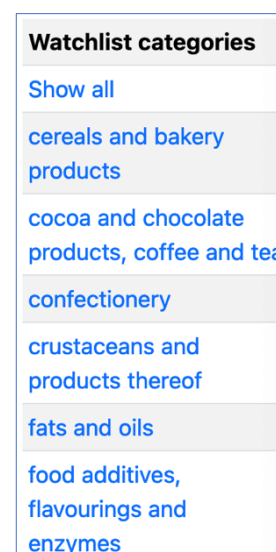 Watchlist categories
Show all
cereals and bakery
products
cocoa and chocolate
products, coffee and tea
confectionery
crustaceans and
products thereof
fats and oils
food additives,
flavourings and
enzymes